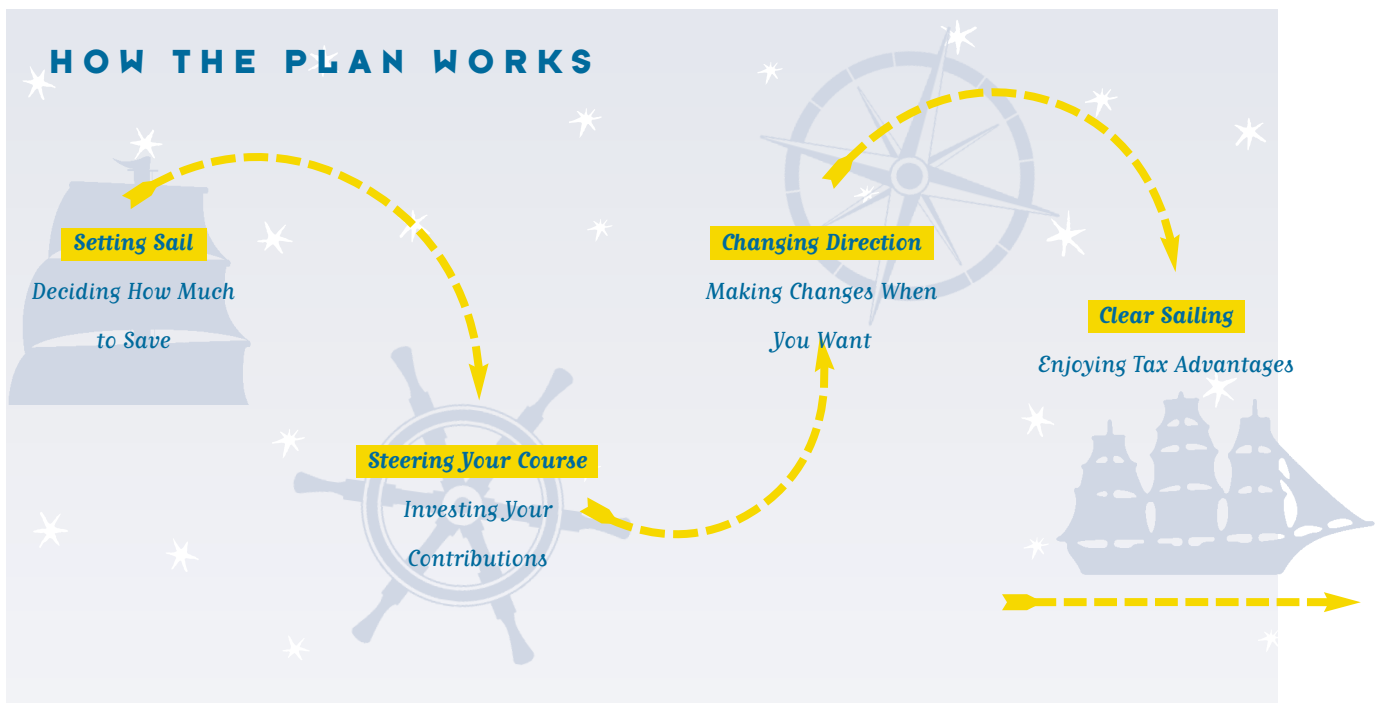 HOW THE PLAN WORKS
Setting Sail
Deciding How Much
to Save
Steering Your Course
Investing Your
Contributions
Changing Direction
Making Changes When
You Want
Clear Sailing
Enjoying Tax Advantages